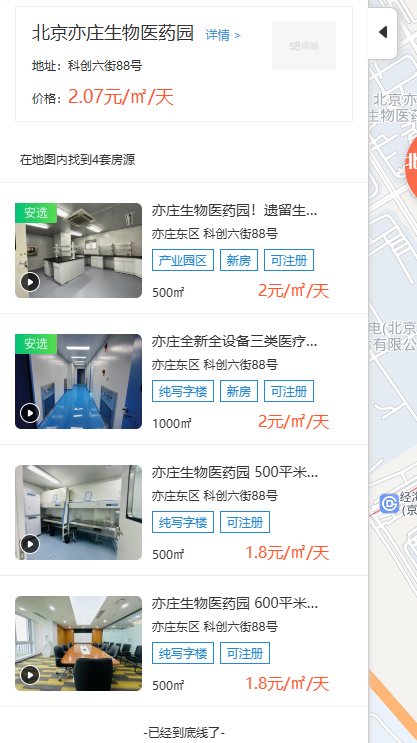 北京亦庄生物医药园 详情 >
58同城
地址：科创六街88号
价格：2.07元/㎡/天
在地图内找到4套房源
安选
亦庄生物医药园！遗留生...
亦庄东区 科创六街88号
产业园区 新房 可注册
500㎡ 2元/㎡/天
安选
亦庄全新全设备三类医疗...
亦庄东区 科创六街88号
纯写字楼 新房 可注册
1000㎡ 2元/㎡/天
亦庄生物医药园 500平米...
亦庄东区 科创六街88号
纯写字楼 可注册
500㎡ 1.8元/㎡/天
亦庄生物医药园 600平米...
亦庄东区 科创六街88号
纯写字楼 可注册
500㎡ 1.8元/㎡/天
-已经到底线了-
北京亦
生物医药
北
电(北京
有限公
经海
(京